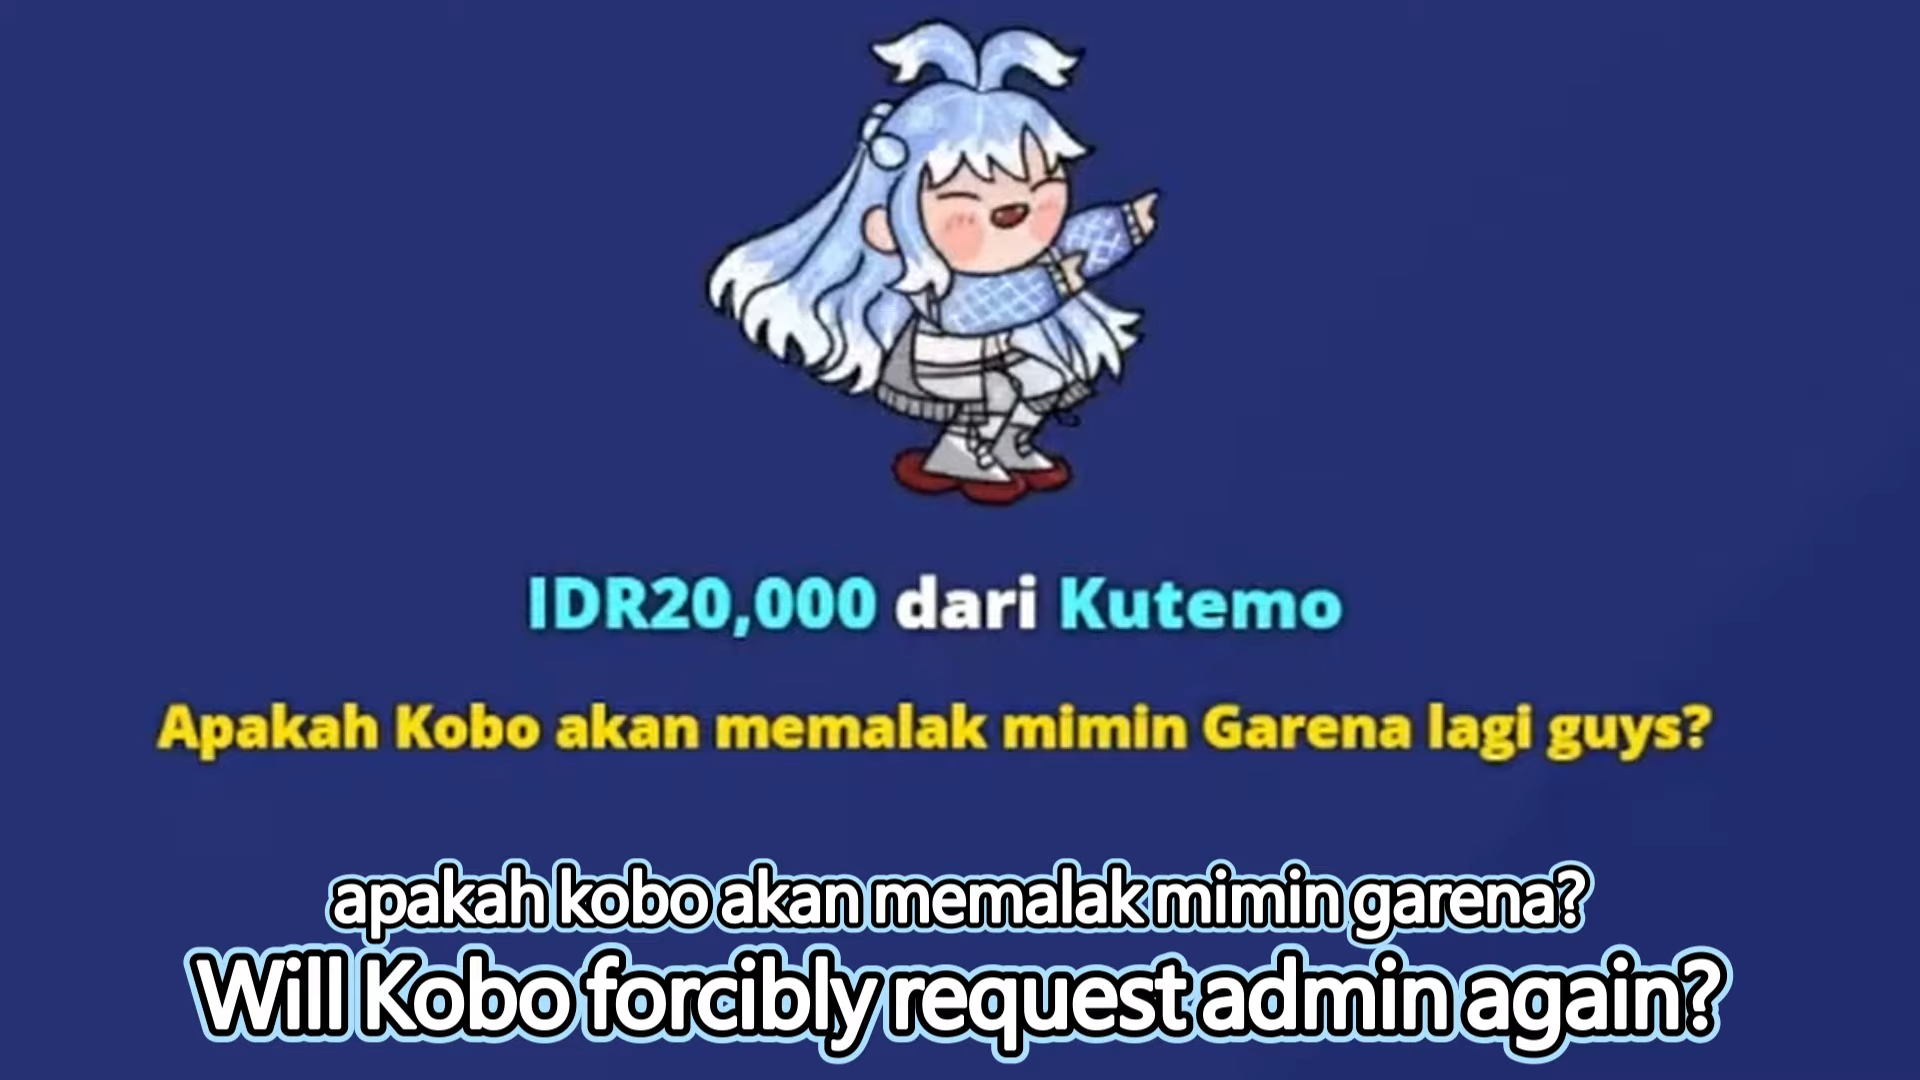 IDR20,000 dari Kutemo
Apakah Kobo akan memalak mimin Garena lagi guys?
apakah kobo akan memalak mimin garena?
Will Kobo forcibly request admin again?